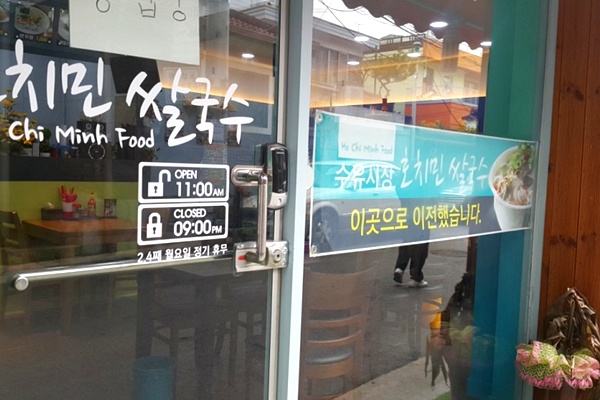 치민 쌀국수
Chi Minh Food
OPEN
11:00AM
CLOSED
09:00PM
2,4째 월요일 정기 휴무
Ho Chi Minh Food
수유시장 호치민 쌀국수
이곳으로 이전했습니다.